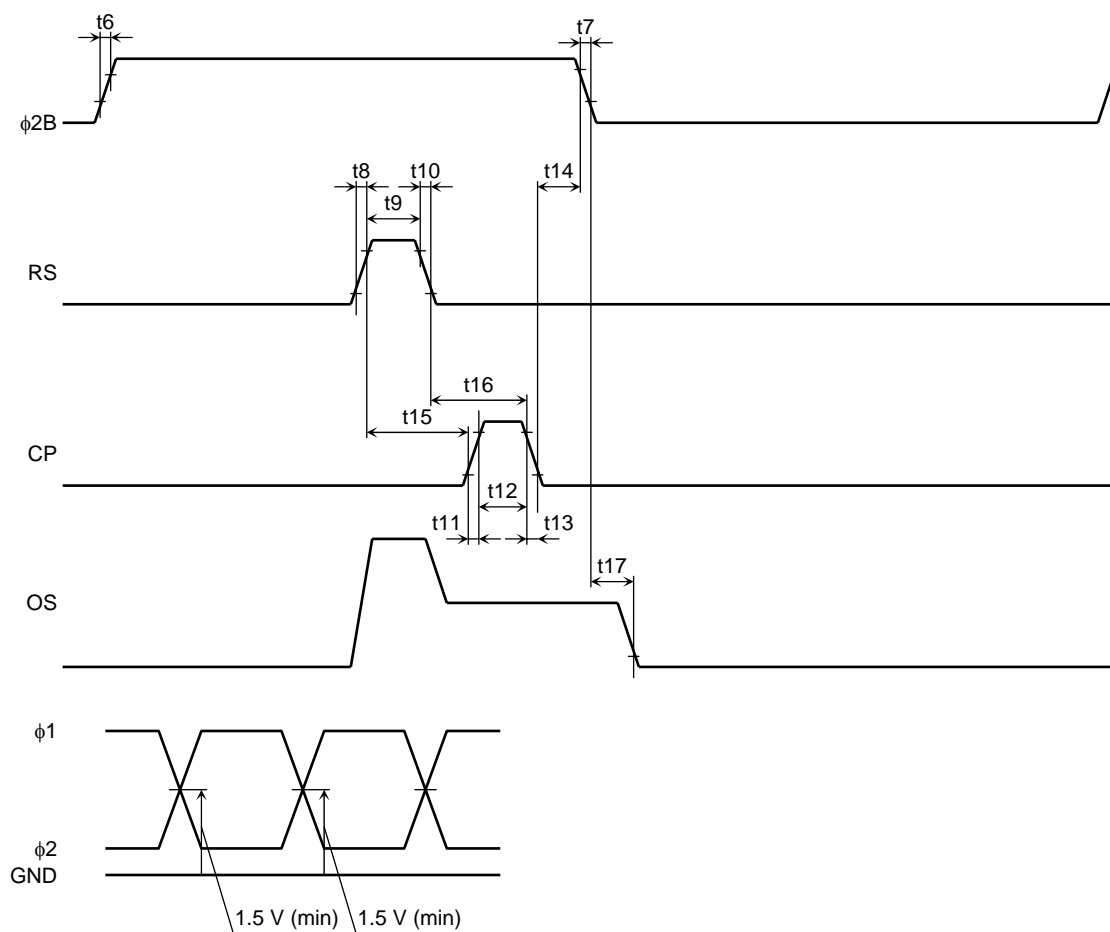 t6
t7
ϕ2B
t8
t10
t14
t9
RS
t16
t15
CP
t12
t11
t13
t17
OS
ϕ1
ϕ2
GND
1.5 V (min)
1.5 V (min)